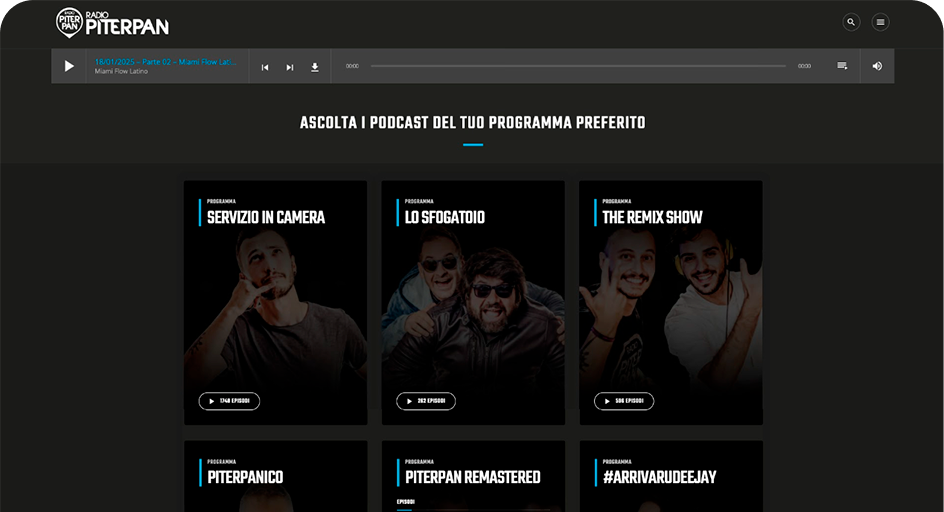 RADIO
PITER
PAN
RADIO
PITERPAN
18/01/2025 – Parte 02 – Miami Flow Lat...
Miami Flow Latino
00:00
00:00
ASCOLTA I PODCAST DEL TUO PROGRAMMA PREFERITO
PROGRAMMA
SERVIZIO IN CAMERA
1748 EPISODI
PROGRAMMA
LO SFOGATOIO
282 EPISODI
PROGRAMMA
THE REMIX SHOW
586 EPISODI
PROGRAMMA
PITERPANICO
PROGRAMMA
PITERPAN REMASTERED
EPISODI
PROGRAMMA
#ARRIVARUDEEJAY